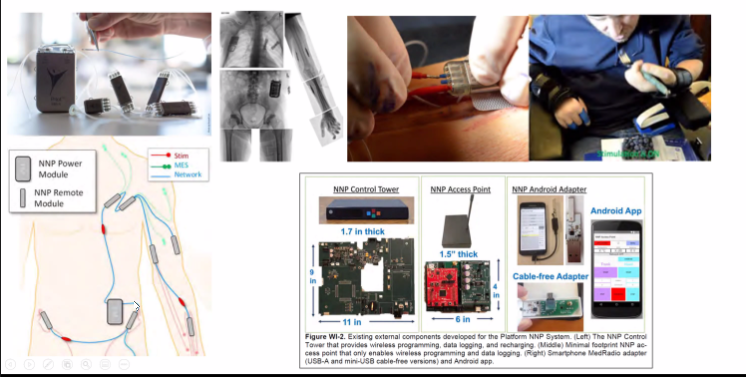 NNP Power
Module
NNP Remote
Module
Stim
MES
Network
NNP Control Tower
1.7 in thick
9
in
11 in
NNP Access Point
1.5" thick
4
in
6 in
NNP Android Adapter
Android App
Cable-free Adapter
Figure WI-2. Existing external components developed for the Platform NNP System. (Left) The NNP Control
Tower that provides wireless programming, data logging, and recharging. (Middle) Minimal footprint NNP ac-
cess point that only enables wireless programming and data logging. (Right) Smartphone MedRadio adapter
(USB-A and mini-USB cable-free versions) and Android app.